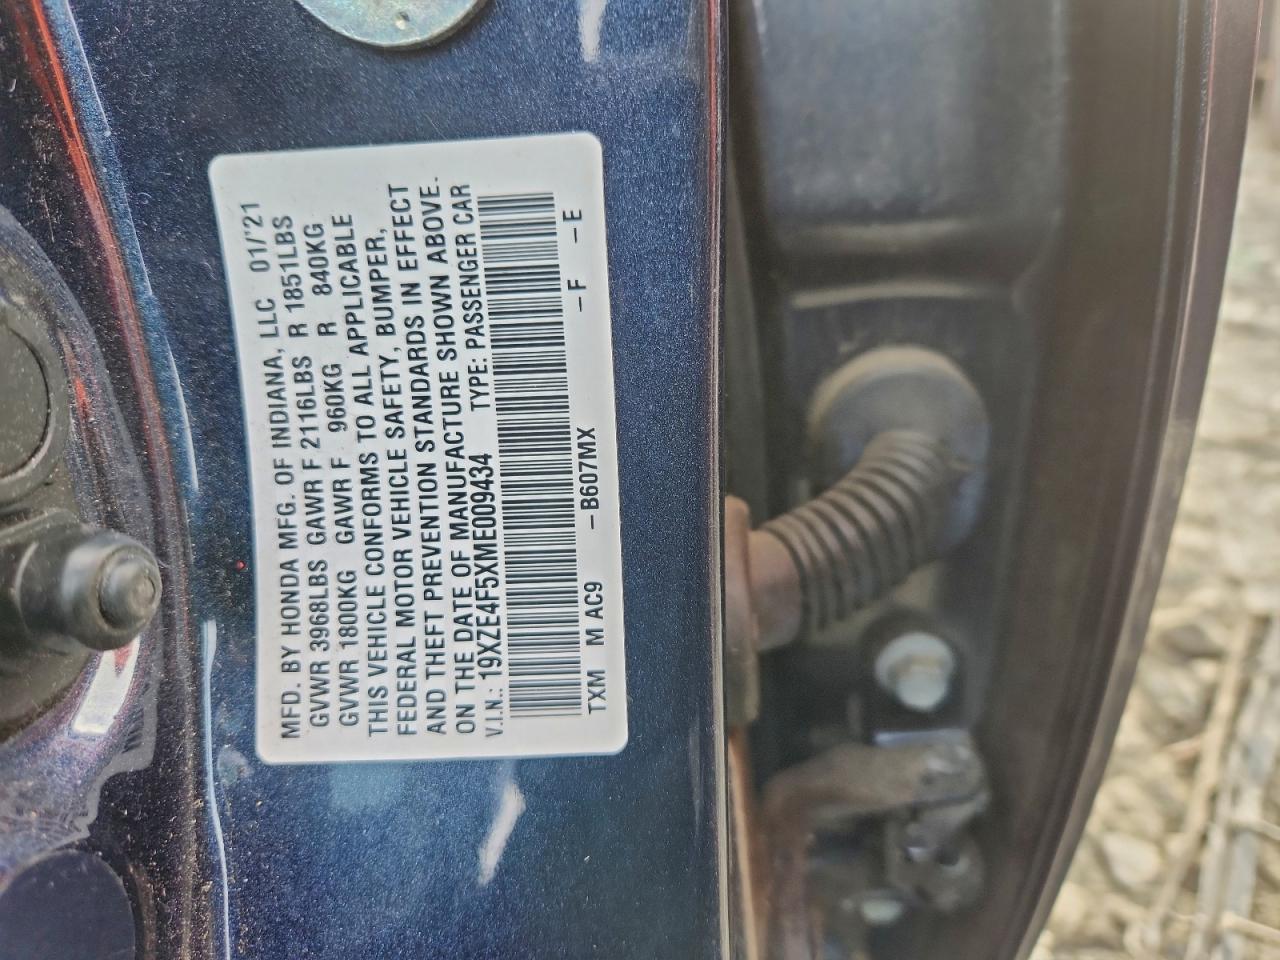 MFD. BY HONDA MFG. OF INDIANA, LLC 01/'21
GVWR 3968LBS GAWR F 2116LBS R 1851LBS
GVWR 1800KG GAWR F 960KG R 840KG
THIS VEHICLE CONFORMS TO ALL APPLICABLE
FEDERAL MOTOR VEHICLE SAFETY, BUMPER,
AND THEFT PREVENTION STANDARDS IN EFFECT
ON THE DATE OF MANUFACTURE SHOWN ABOVE.
V.I.N.: 19XZE4F5XME009434 TYPE: PASSENGER CAR
TXM M AC9 -B607MX -F -E